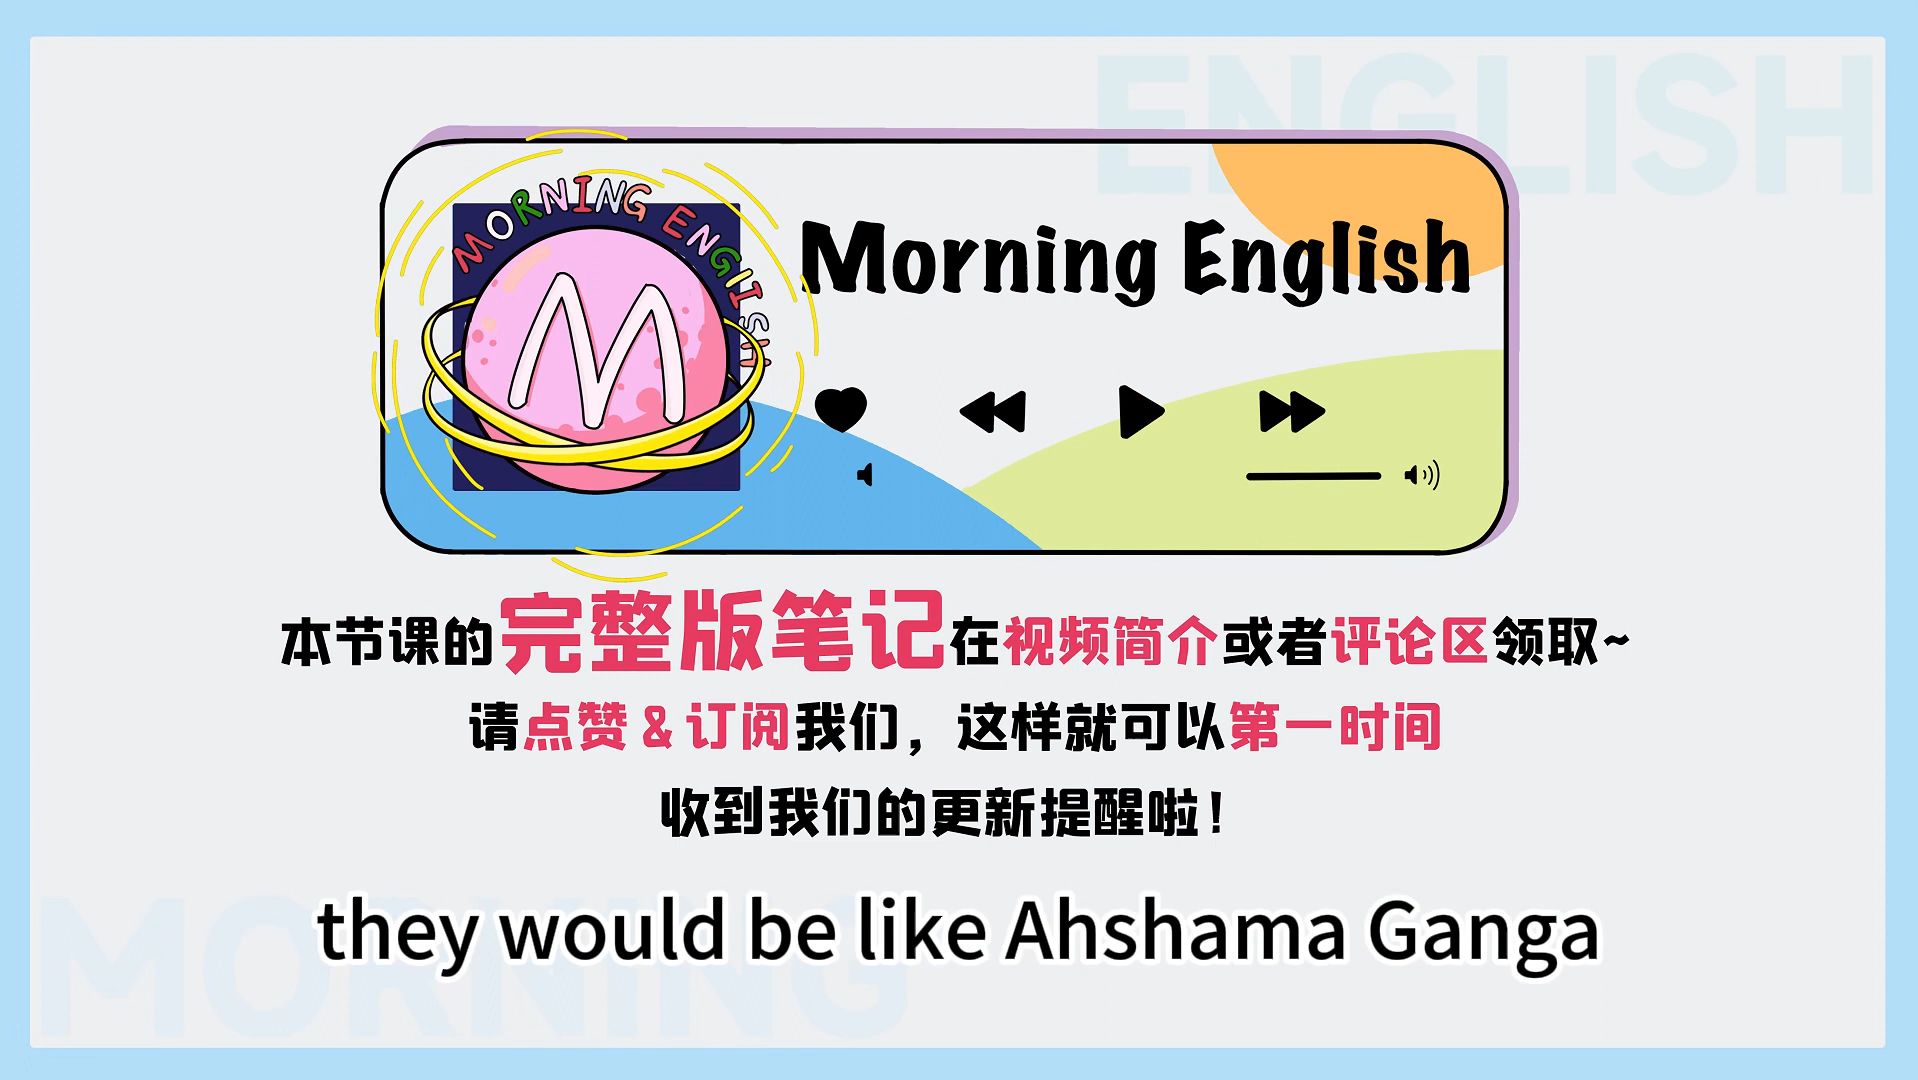 ENGLISH
MORNING ENGLISH
M
Morning English
本节课的完整版笔记在视频简介或者评论区领取~
请点赞&订阅我们，这样就可以第一时间
收到我们的更新提醒啦！
MORNING
they would be like Ahshama Ganga